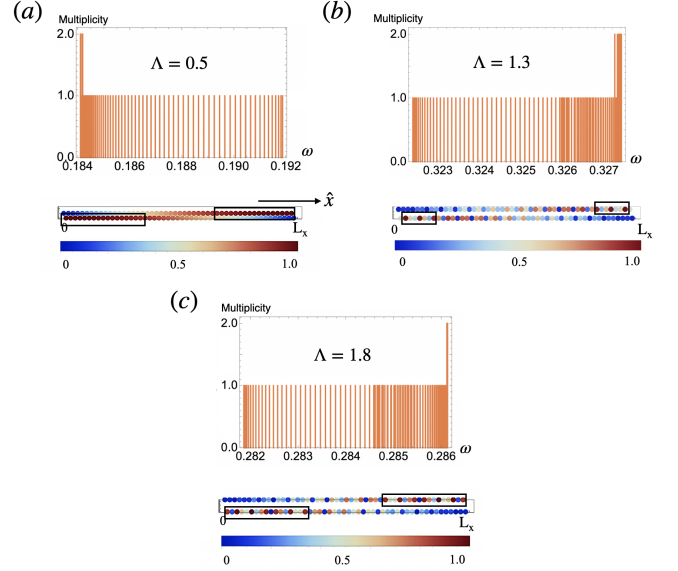 (a)
Multiplicity
2.0
Λ = 0.5
1.0
0.0
0.184 0.186 0.188 0.190 0.192 ω
x̂
0 Lx
0 0.5 1.0
(b)
Multiplicity
2.0
Λ = 1.3
1.0
0.0
0.323 0.324 0.325 0.326 0.327 ω
0 Lx
0 0.5 1.0
(c)
Multiplicity
2.0
Λ = 1.8
1.0
0.0
0.282 0.283 0.284 0.285 0.286 ω
0 Lx
0 0.5 1.0